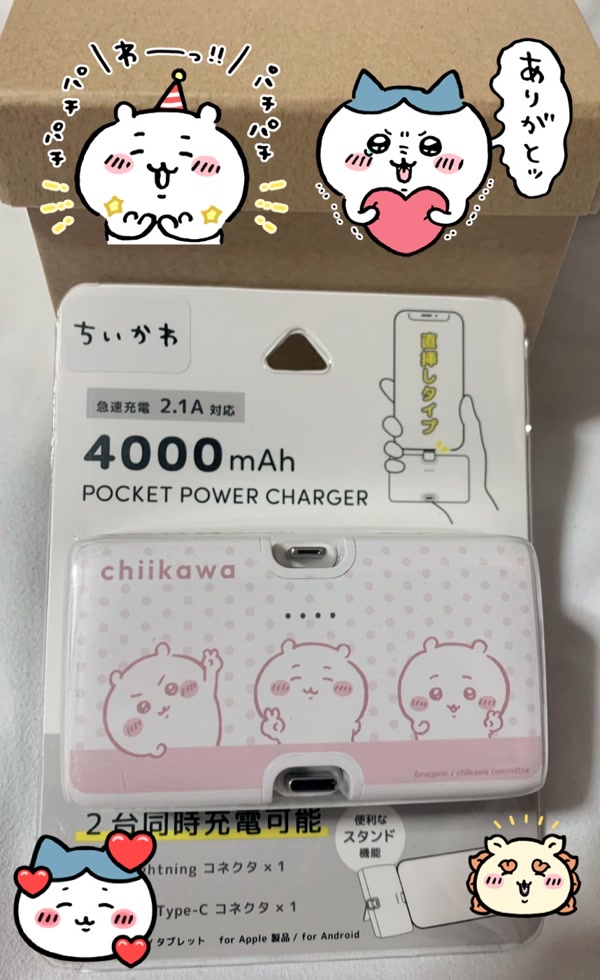 わーっ!!
パチパチ
パチパチ
ありがとッ
ちいかわ
急速充電 2.1A 対応
4000mAh
POCKET POWER CHARGER
直挿しタイプ
chiikawa
©nagano / chiikawa committee
2台同時充電可能
便利な
スタンド
機能
htning コネクタ × 1
Type-C コネクタ × 1
タブレット for Apple 製品 / for Android